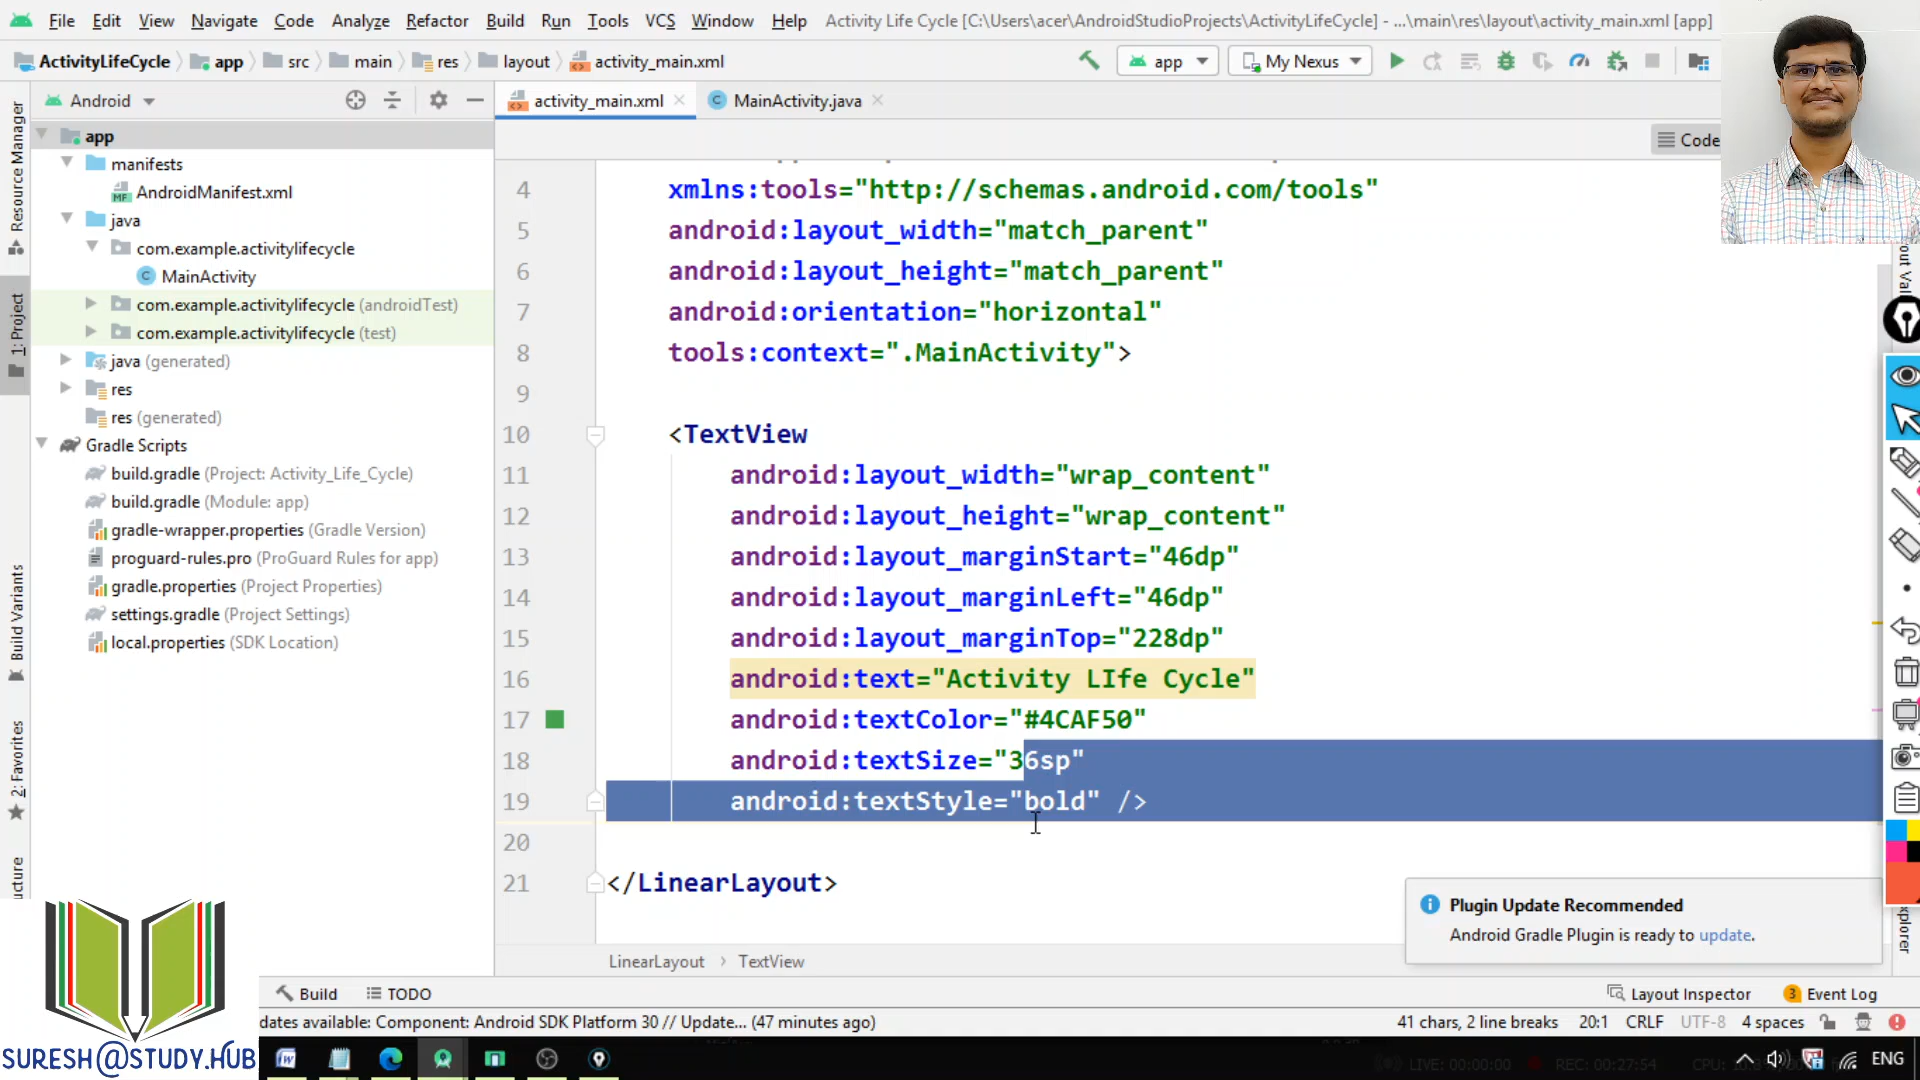 File Edit View Navigate Code Analyze Refactor Build Run Tools VCS Window Help Activity Life Cycle [C:\Users\acer\AndroidStudioProjects\ActivityLifeCycle] - ...\main\res\layout\activity_main.xml [app]
ActivityLifeCycle app src main res layout activity_main.xml app My Nexus
Android
activity_main.xml MainActivity.java
Code
Resource Manager
1: Project
Build Variants
2: Favorites
app
manifests
AndroidManifest.xml
java
com.example.activitylifecycle
MainActivity
com.example.activitylifecycle (androidTest)
com.example.activitylifecycle (test)
java (generated)
res
res (generated)
Gradle Scripts
build.gradle (Project: Activity_Life_Cycle)
build.gradle (Module: app)
gradle-wrapper.properties (Gradle Version)
proguard-rules.pro (ProGuard Rules for app)
gradle.properties (Project Properties)
settings.gradle (Project Settings)
local.properties (SDK Location)
4 xmlns:tools="http://schemas.android.com/tools"
5 android:layout_width="match_parent"
6 android:layout_height="match_parent"
7 android:orientation="horizontal"
8 tools:context=".MainActivity">
9
10 <TextView
11 android:layout_width="wrap_content"
12 android:layout_height="wrap_content"
13 android:layout_marginStart="46dp"
14 android:layout_marginLeft="46dp"
15 android:layout_marginTop="228dp"
16 android:text="Activity LIfe Cycle"
17 android:textColor="#4CAF50"
18 android:textSize="36sp"
19 android:textStyle="bold" />
20
21 </LinearLayout>
Plugin Update Recommended
Android Gradle Plugin is ready to update.
LinearLayout TextView
Build TODO Layout Inspector 3 Event Log
dates available: Component: Android SDK Platform 30 // Update... (47 minutes ago) 41 chars, 2 line breaks 20:1 CRLF UTF-8 4 spaces
SURESH@STUDY.HUB
LIVE: 00:00:00 REC: 00:27:54
ENG